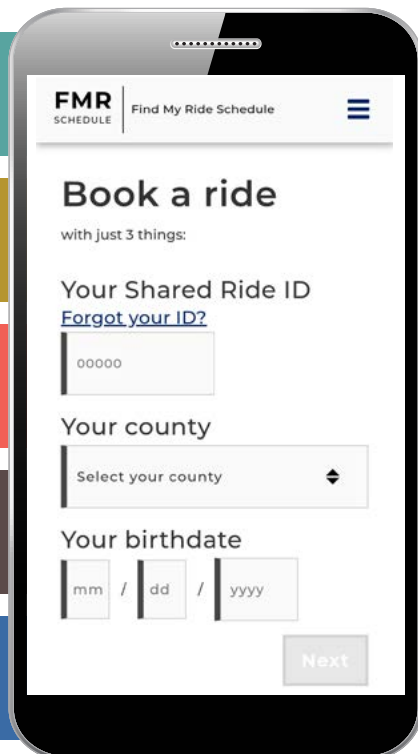 FMR
SCHEDULE
Find My Ride Schedule
Book a ride
with just 3 things:
Your Shared Ride ID
Forgot your ID?
00000
Your county
Select your county
Your birthdate
mm / dd / yyyy
Next